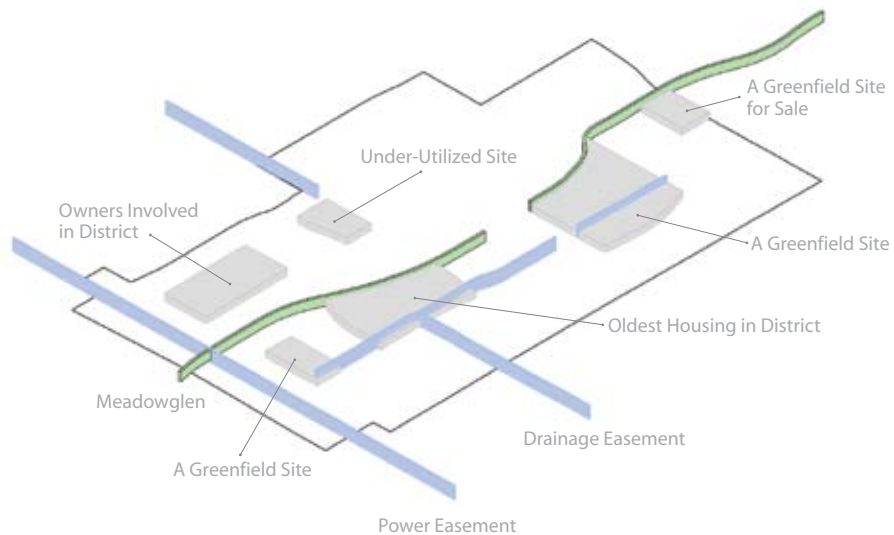 A Greenfield Site
for Sale
Under-Utilized Site
Owners Involved
in District
A Greenfield Site
Oldest Housing in District
Meadowglen
Drainage Easement
A Greenfield Site
Power Easement